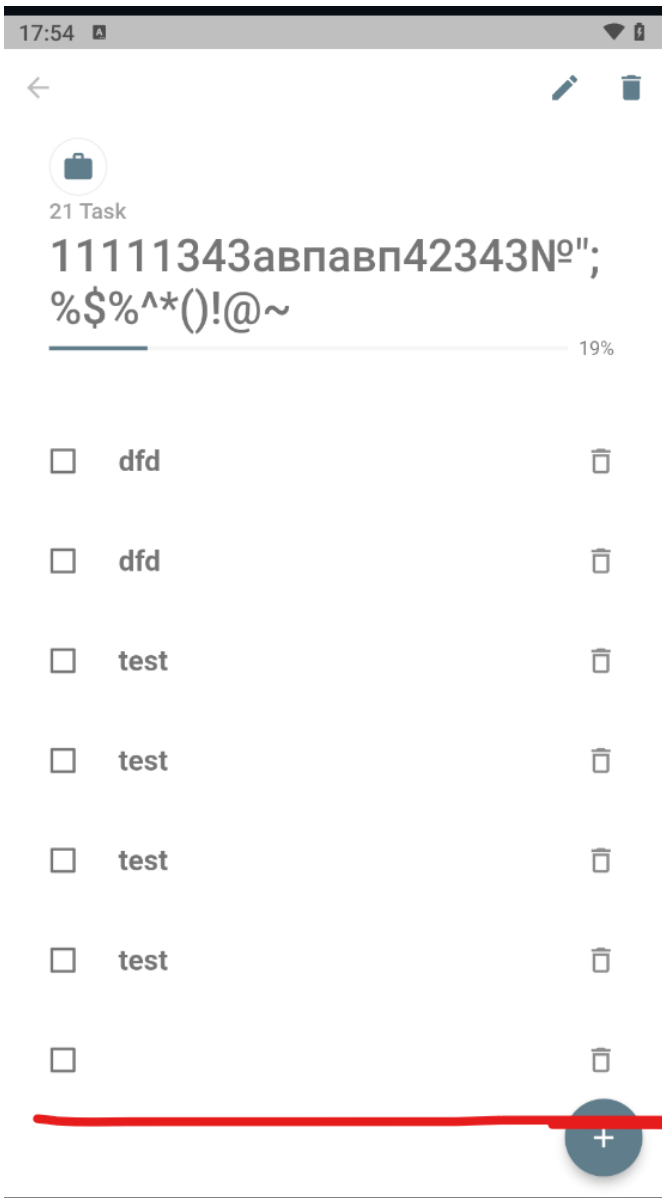 17:54 A
21 Task
11111343авпавп42343№";
%$%^*()!@~
19%
dfd
dfd
test
test
test
test
+